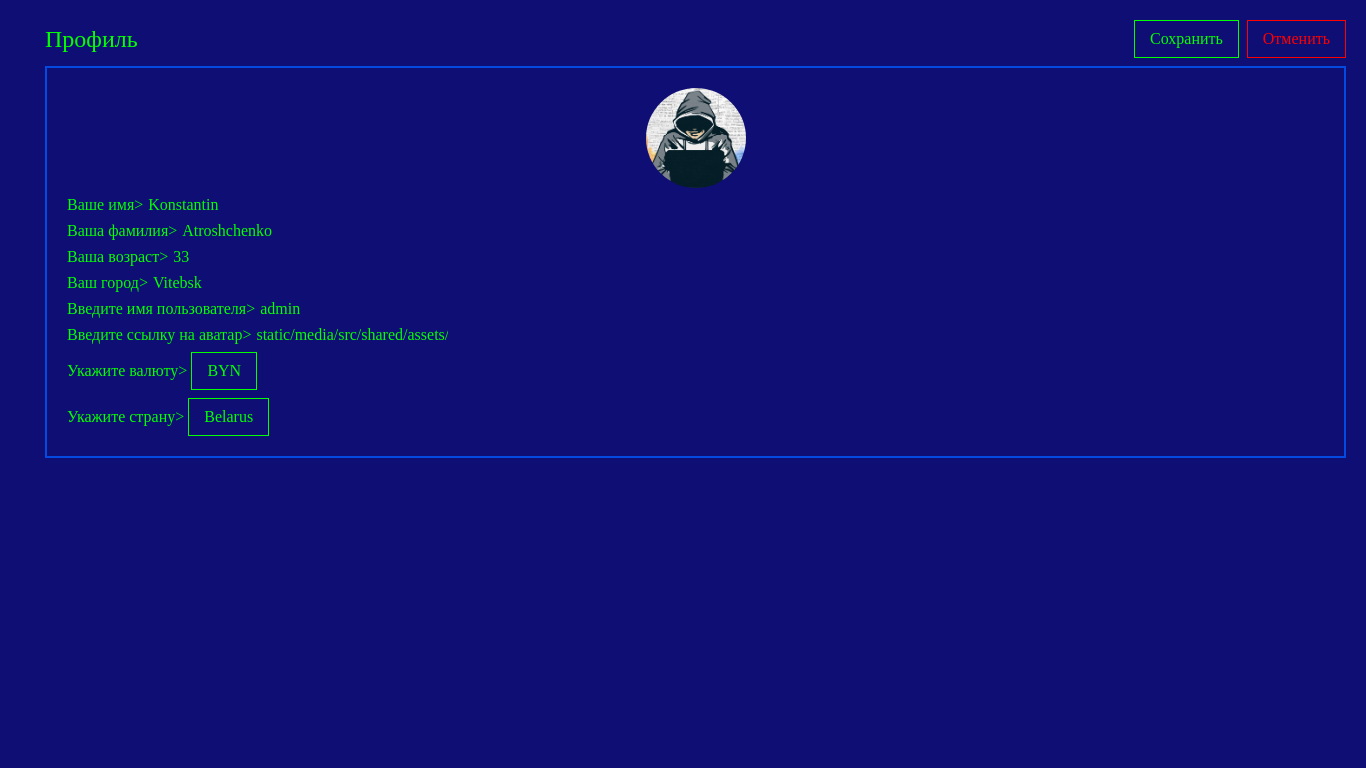 Профиль
Сохранить
Отменить
Ваше имя> Konstantin
Ваша фамилия> Atroshchenko
Ваша возраст> 33
Ваш город> Vitebsk
Введите имя пользователя> admin
Введите ссылку на аватар> static/media/src/shared/assets/
Укажите валюту> BYN
Укажите страну> Belarus